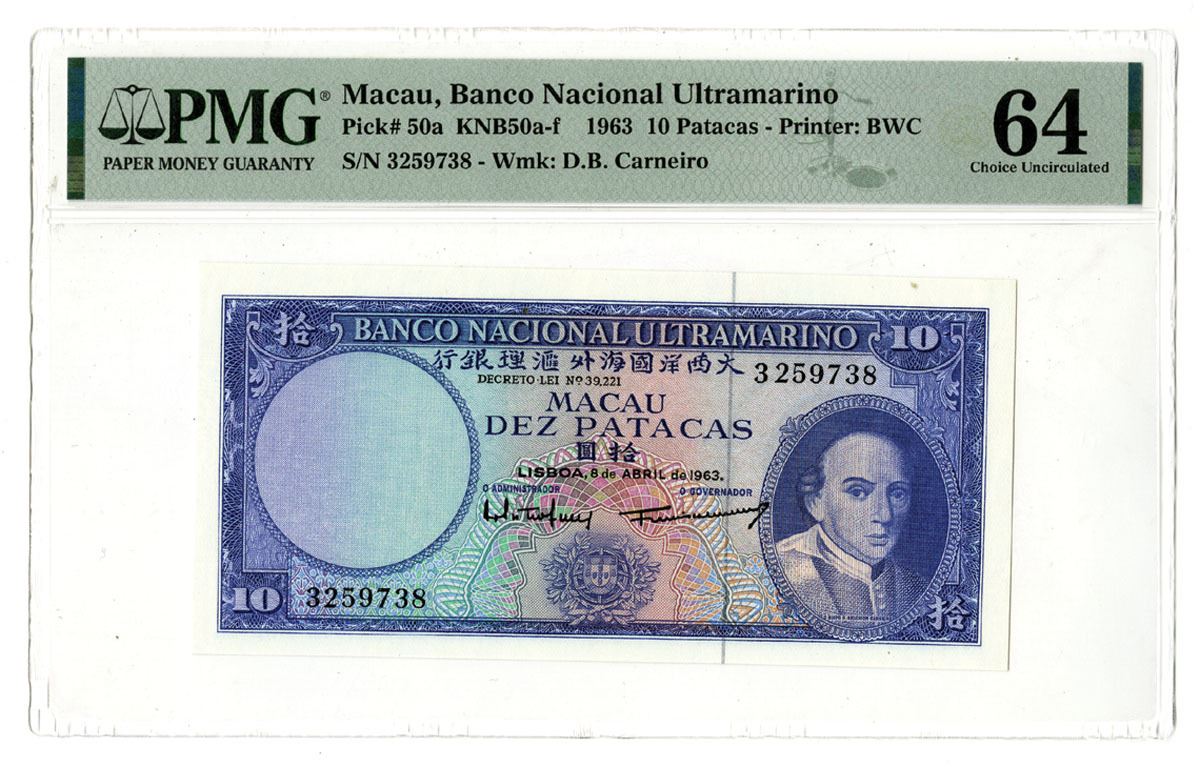 PMG®
PAPER MONEY GUARANTY
Macau, Banco Nacional Ultramarino
Pick# 50a KNB50a-f 1963 10 Patacas - Printer: BWC
S/N 3259738 - Wmk: D.B. Carneiro
64
Choice Uncirculated
拾 BANCO NACIONAL ULTRAMARINO 10
行銀理滙外海國洋西大
DECRETO-LEI Nº 39.221
3259738
MACAU
DEZ PATACAS
圓拾
LISBOA, 8 de ABRIL de 1963.
O ADMINISTRADOR O GOVERNADOR
10 3259738
拾